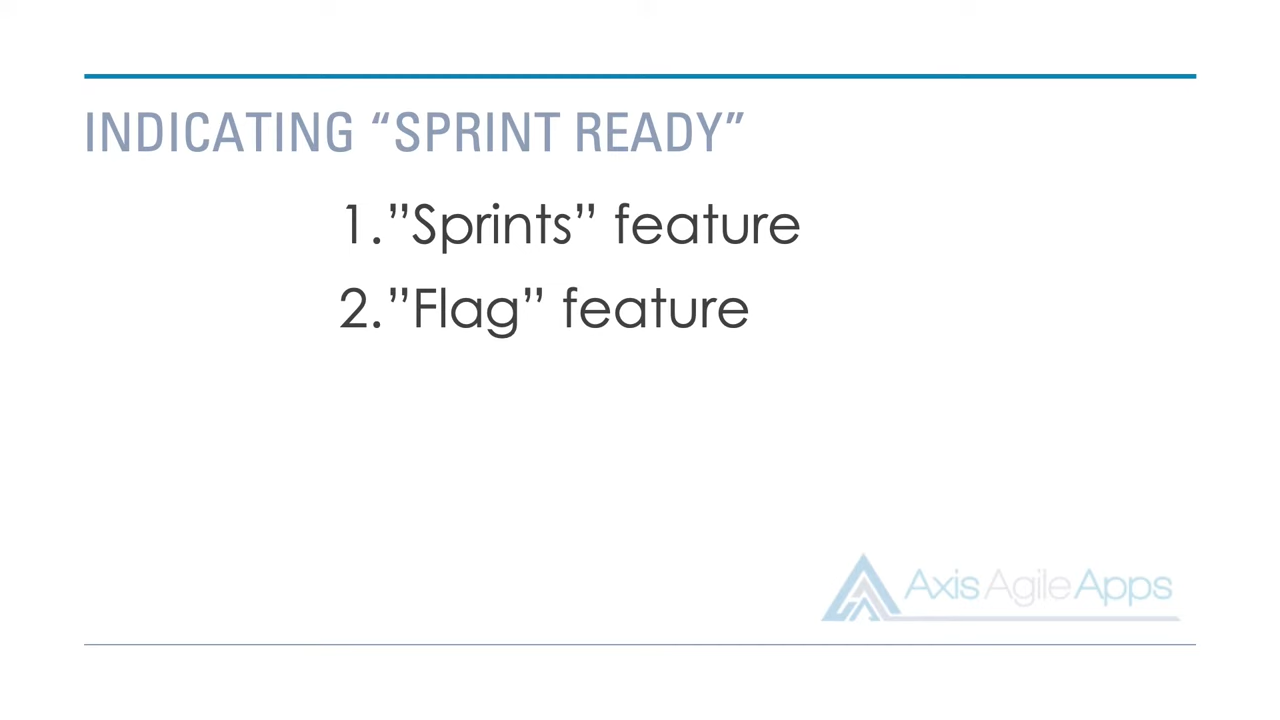 INDICATING “SPRINT READY”
1.”Sprints” feature
2.”Flag” feature
Axis Agile Apps